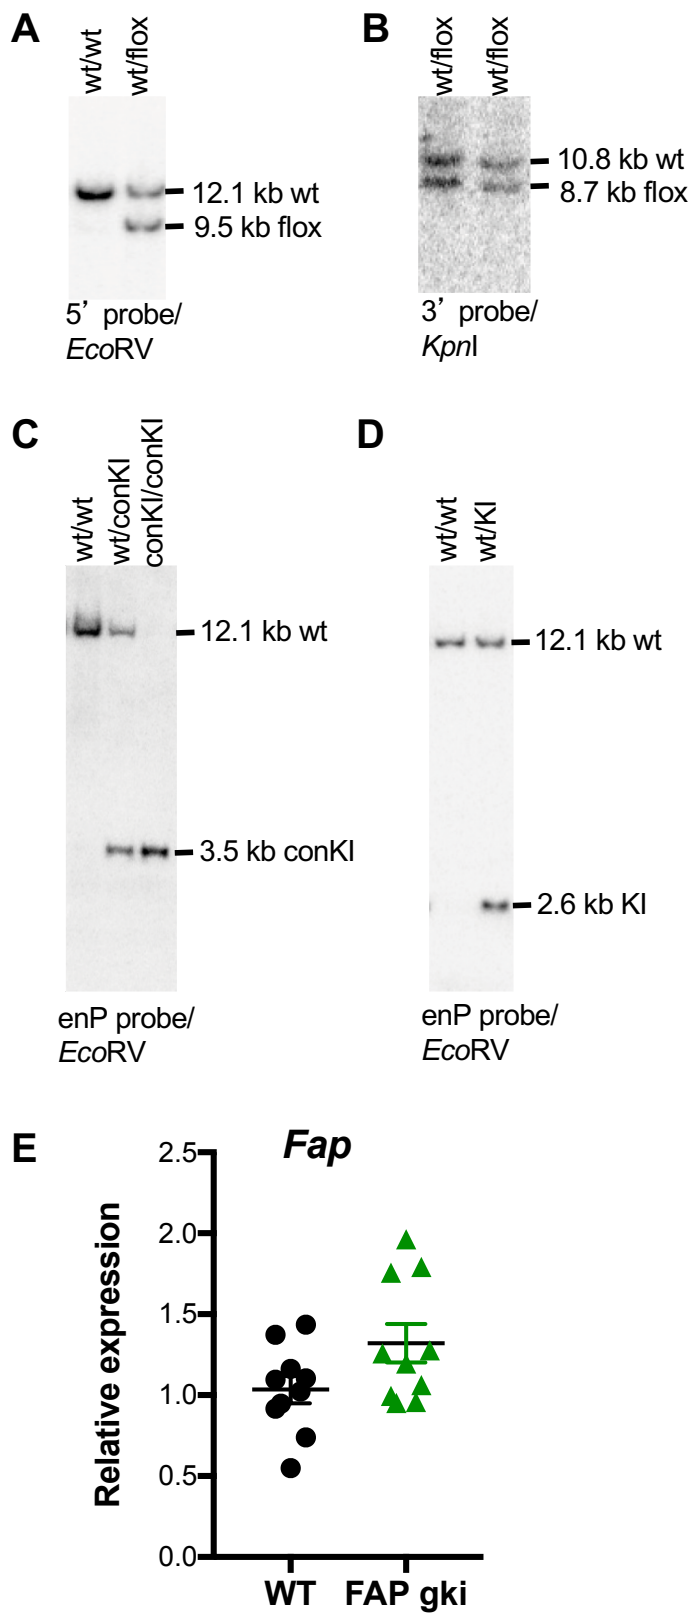 A
wt/wt
wt/flox
12.1 kb wt
9.5 kb flox
5’ probe/
EcoRV
B
wt/flox
wt/flox
10.8 kb wt
8.7 kb flox
3’ probe/
KpnI
C
wt/wt
wt/conKI
conKI/conKI
12.1 kb wt
3.5 kb conKI
enP probe/
EcoRV
D
wt/wt
wt/KI
12.1 kb wt
2.6 kb KI
enP probe/
EcoRV
E
Fap
Relative expression
2.5
2.0
1.5
1.0
0.5
0.0
WT
FAP gki